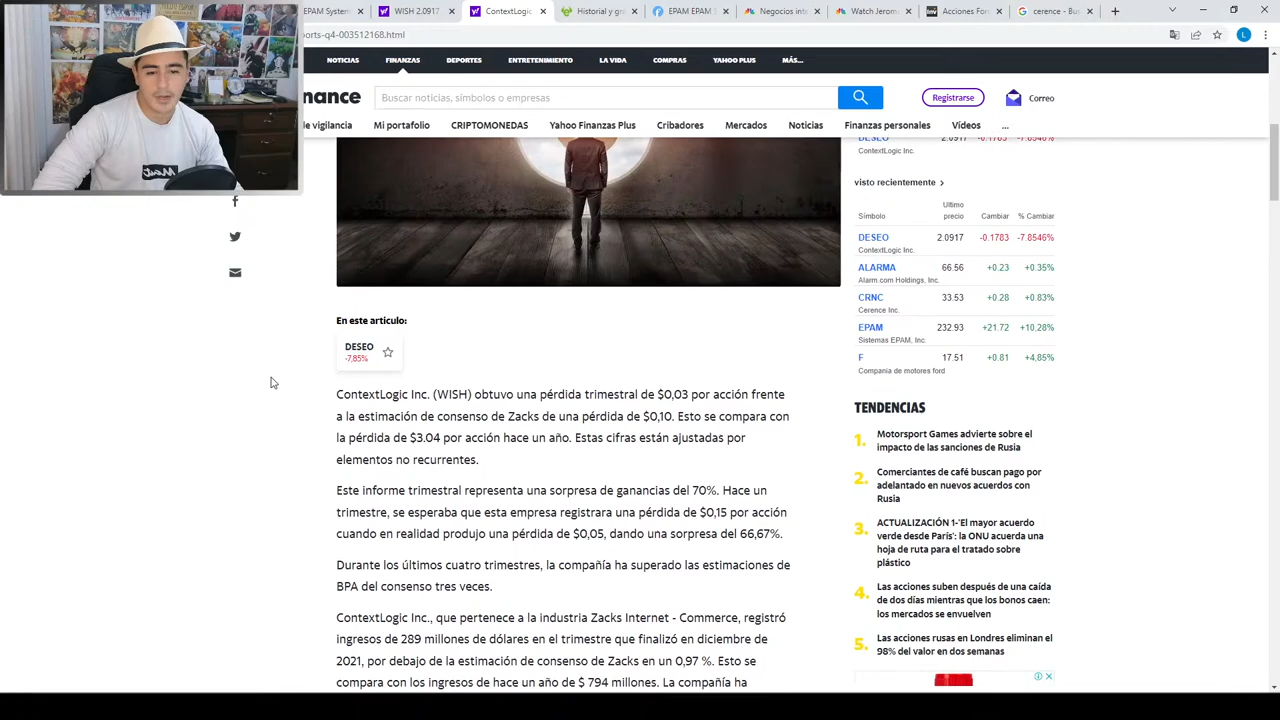 EPAM System
WISH 2.0917
ContextLogic
Historial y gr
EPAM EPAM
Negocios inte
Watch Jerom
Acciones Ford
cerence - Bu
ports-q4-003512168.html
NOTICIAS FINANZAS DEPORTES ENTRETENIMIENTO LA VIDA COMPRAS YAHOO PLUS MÁS...
nance
Buscar noticias, símbolos o empresas
Registrarse
Correo
de vigilancia Mi portafolio CRIPTOMONEDAS Yahoo Finanzas Plus Cribadores Mercados Noticias Finanzas personales Vídeos ...
DESEO 2.0917 -0.1783 -7.8546%
ContextLogic Inc.
visto recientemente
Símbolo Ultimo precio Cambiar % Cambiar
DESEO 2.0917 -0.1783 -7.8546%
ContextLogic Inc.
ALARMA 66.56 +0.23 +0.35%
Alarm.com Holdings, Inc.
CRNC 33.53 +0.28 +0.83%
Cerence Inc.
EPAM 232.93 +21.72 +10,28%
Sistemas EPAM, Inc.
F 17.51 +0.81 +4,85%
Compania de motores ford
En este articulo:
DESEO
-7,85%
ContextLogic Inc. (WISH) obtuvo una pérdida trimestral de $0,03 por acción frente
a la estimación de consenso de Zacks de una pérdida de $0,10. Esto se compara con
la pérdida de $3.04 por acción hace un año. Estas cifras están ajustadas por
elementos no recurrentes.
Este informe trimestral representa una sorpresa de ganancias del 70%. Hace un
trimestre, se esperaba que esta empresa registrara una pérdida de $0,15 por acción
cuando en realidad produjo una pérdida de $0,05, dando una sorpresa del 66,67%.
Durante los últimos cuatro trimestres, la compañía ha superado las estimaciones de
BPA del consenso tres veces.
ContextLogic Inc., que pertenece a la industria Zacks Internet - Commerce, registró
ingresos de 289 millones de dólares en el trimestre que finalizó en diciembre de
2021, por debajo de la estimación de consenso de Zacks en un 0,97 %. Esto se
compara con los ingresos de hace un año de $ 794 millones. La compañía ha
TENDENCIAS
1. Motorsport Games advierte sobre el
impacto de las sanciones de Rusia
2. Comerciantes de café buscan pago por
adelantado en nuevos acuerdos con
Rusia
3. ACTUALIZACIÓN 1-'El mayor acuerdo
verde desde París': la ONU acuerda una
hoja de ruta para el tratado sobre
plástico
4. Las acciones suben después de una caída
de dos días mientras que los bonos caen:
los mercados se envuelven
5. Las acciones rusas en Londres eliminan el
98% del valor en dos semanas